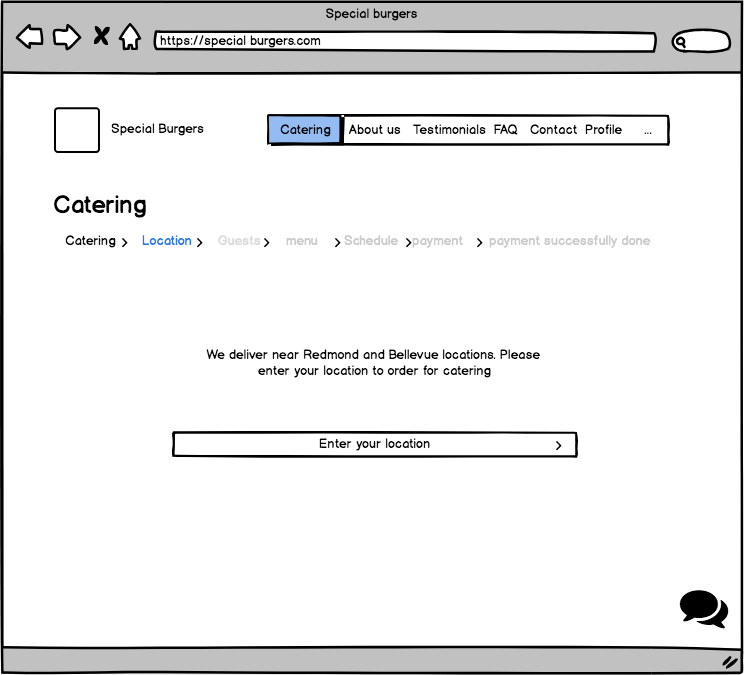 Special burgers
https://special burgers.com
Special Burgers
Catering About us Testimonials FAQ Contact Profile ...
Catering
Catering > Location > Guests > menu > Schedule > payment > payment successfully done
We deliver near Redmond and Bellevue locations. Please
enter your location to order for catering
Enter your location >